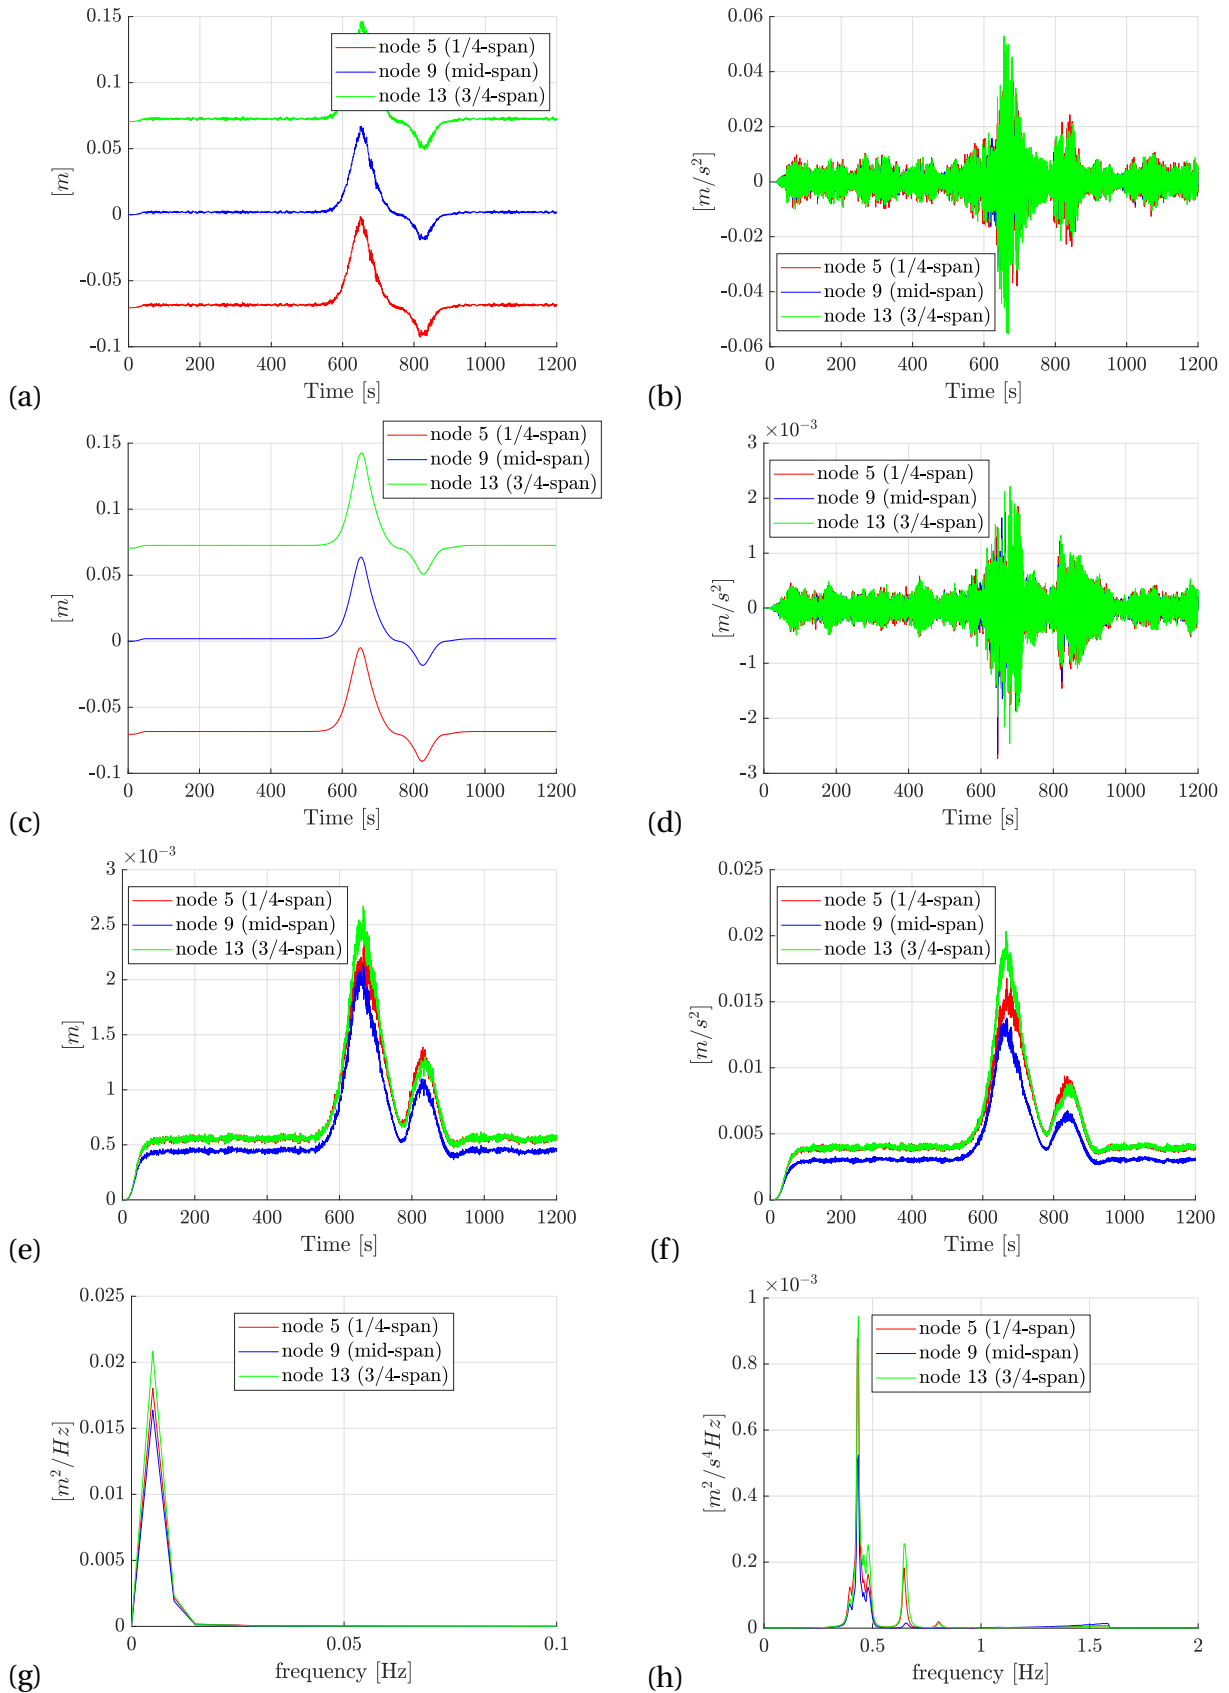 0.15
0.1
0.05
0
-0.05
-0.1
[m]
node 5 (1/4-span)
node 9 (mid-span)
node 13 (3/4-span)
0 200 400 600 800 1000 1200
Time [s]
(a)
0.06
0.04
0.02
0
-0.02
-0.04
-0.06
[m/s²]
node 5 (1/4-span)
node 9 (mid-span)
node 13 (3/4-span)
0 200 400 600 800 1000 1200
Time [s]
(b)
0.15
0.1
0.05
0
-0.05
-0.1
[m]
node 5 (1/4-span)
node 9 (mid-span)
node 13 (3/4-span)
0 200 400 600 800 1000 1200
Time [s]
(c)
×10⁻³
3
2
1
0
-1
-2
-3
[m/s²]
node 5 (1/4-span)
node 9 (mid-span)
node 13 (3/4-span)
0 200 400 600 800 1000 1200
Time [s]
(d)
×10⁻³
3
2.5
2
1.5
1
0.5
0
[m]
node 5 (1/4-span)
node 9 (mid-span)
node 13 (3/4-span)
0 200 400 600 800 1000 1200
Time [s]
(e)
0.025
0.02
0.015
0.01
0.005
0
[m/s²]
node 5 (1/4-span)
node 9 (mid-span)
node 13 (3/4-span)
0 200 400 600 800 1000 1200
Time [s]
(f)
0.025
0.02
0.015
0.01
0.005
0
[m²/Hz]
node 5 (1/4-span)
node 9 (mid-span)
node 13 (3/4-span)
0 0.05 0.1
frequency [Hz]
(g)
×10⁻³
1
0.8
0.6
0.4
0.2
0
[m²/s⁴Hz]
node 5 (1/4-span)
node 9 (mid-span)
node 13 (3/4-span)
0 0.5 1 1.5 2
frequency [Hz]
(h)